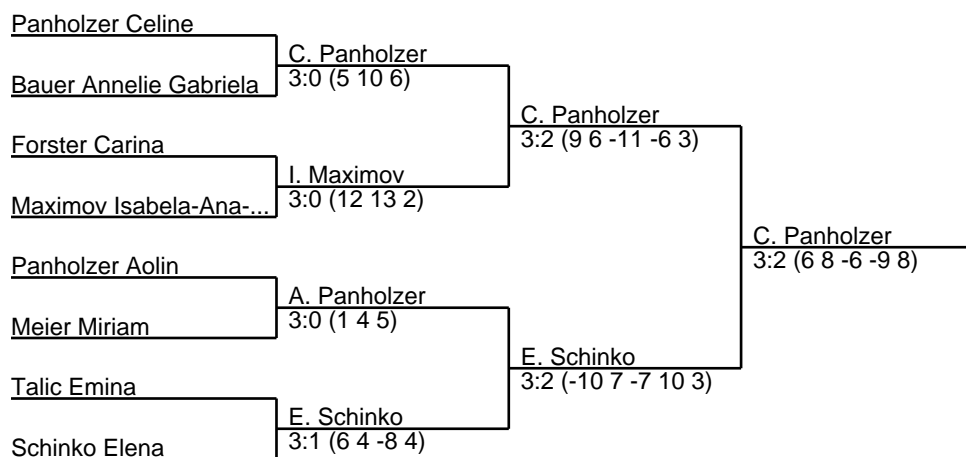 Panholzer Celine
C. Panholzer
3:0 (5 10 6)
Bauer Annelie Gabriela
C. Panholzer
3:2 (9 6 -11 -6 3)
Forster Carina
I. Maximov
3:0 (12 13 2)
Maximov Isabela-Ana-...
C. Panholzer
3:2 (6 8 -6 -9 8)
Panholzer Aolin
A. Panholzer
3:0 (1 4 5)
Meier Miriam
E. Schinko
3:2 (-10 7 -7 10 3)
Talic Emina
E. Schinko
3:1 (6 4 -8 4)
Schinko Elena